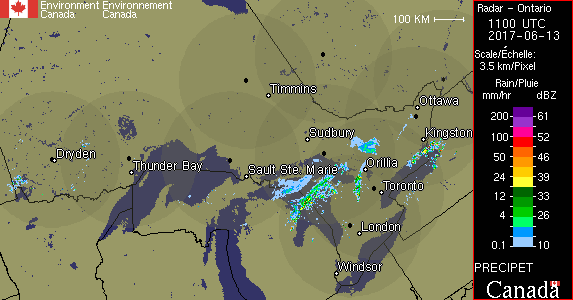 Environment Environnement
Canada Canada
100 KM
Timmins
Ottawa
Sudbury
Kingston
Dryden
Thunder Bay
Sault Ste. Marie
Orillia
Toronto
London
Windsor
Radar - Ontario
1100 UTC
2017-06-13
Scale/Échelle:
3.5 km/Pixel
Rain/Pluie
mm/hr dBZ
200 61
100 52
50 46
24 39
12 33
4 26
2 20
0.1 10
PRECIPET
Canada